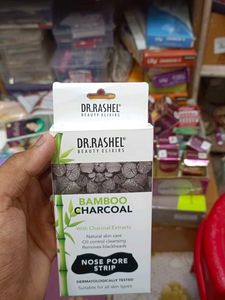 DR.RASHEL®
BEAUTY ELIXIRS
DR.RASHEL®
BEAUTY ELIXIRS
BAMBOO
CHARCOAL
With Charcoal Extracts
Natural skin care
Oil control cleansing
Removes blackheads
NOSE PORE
STRIP
DERMATOLOGICALLY TESTED
Suitable for all skin types